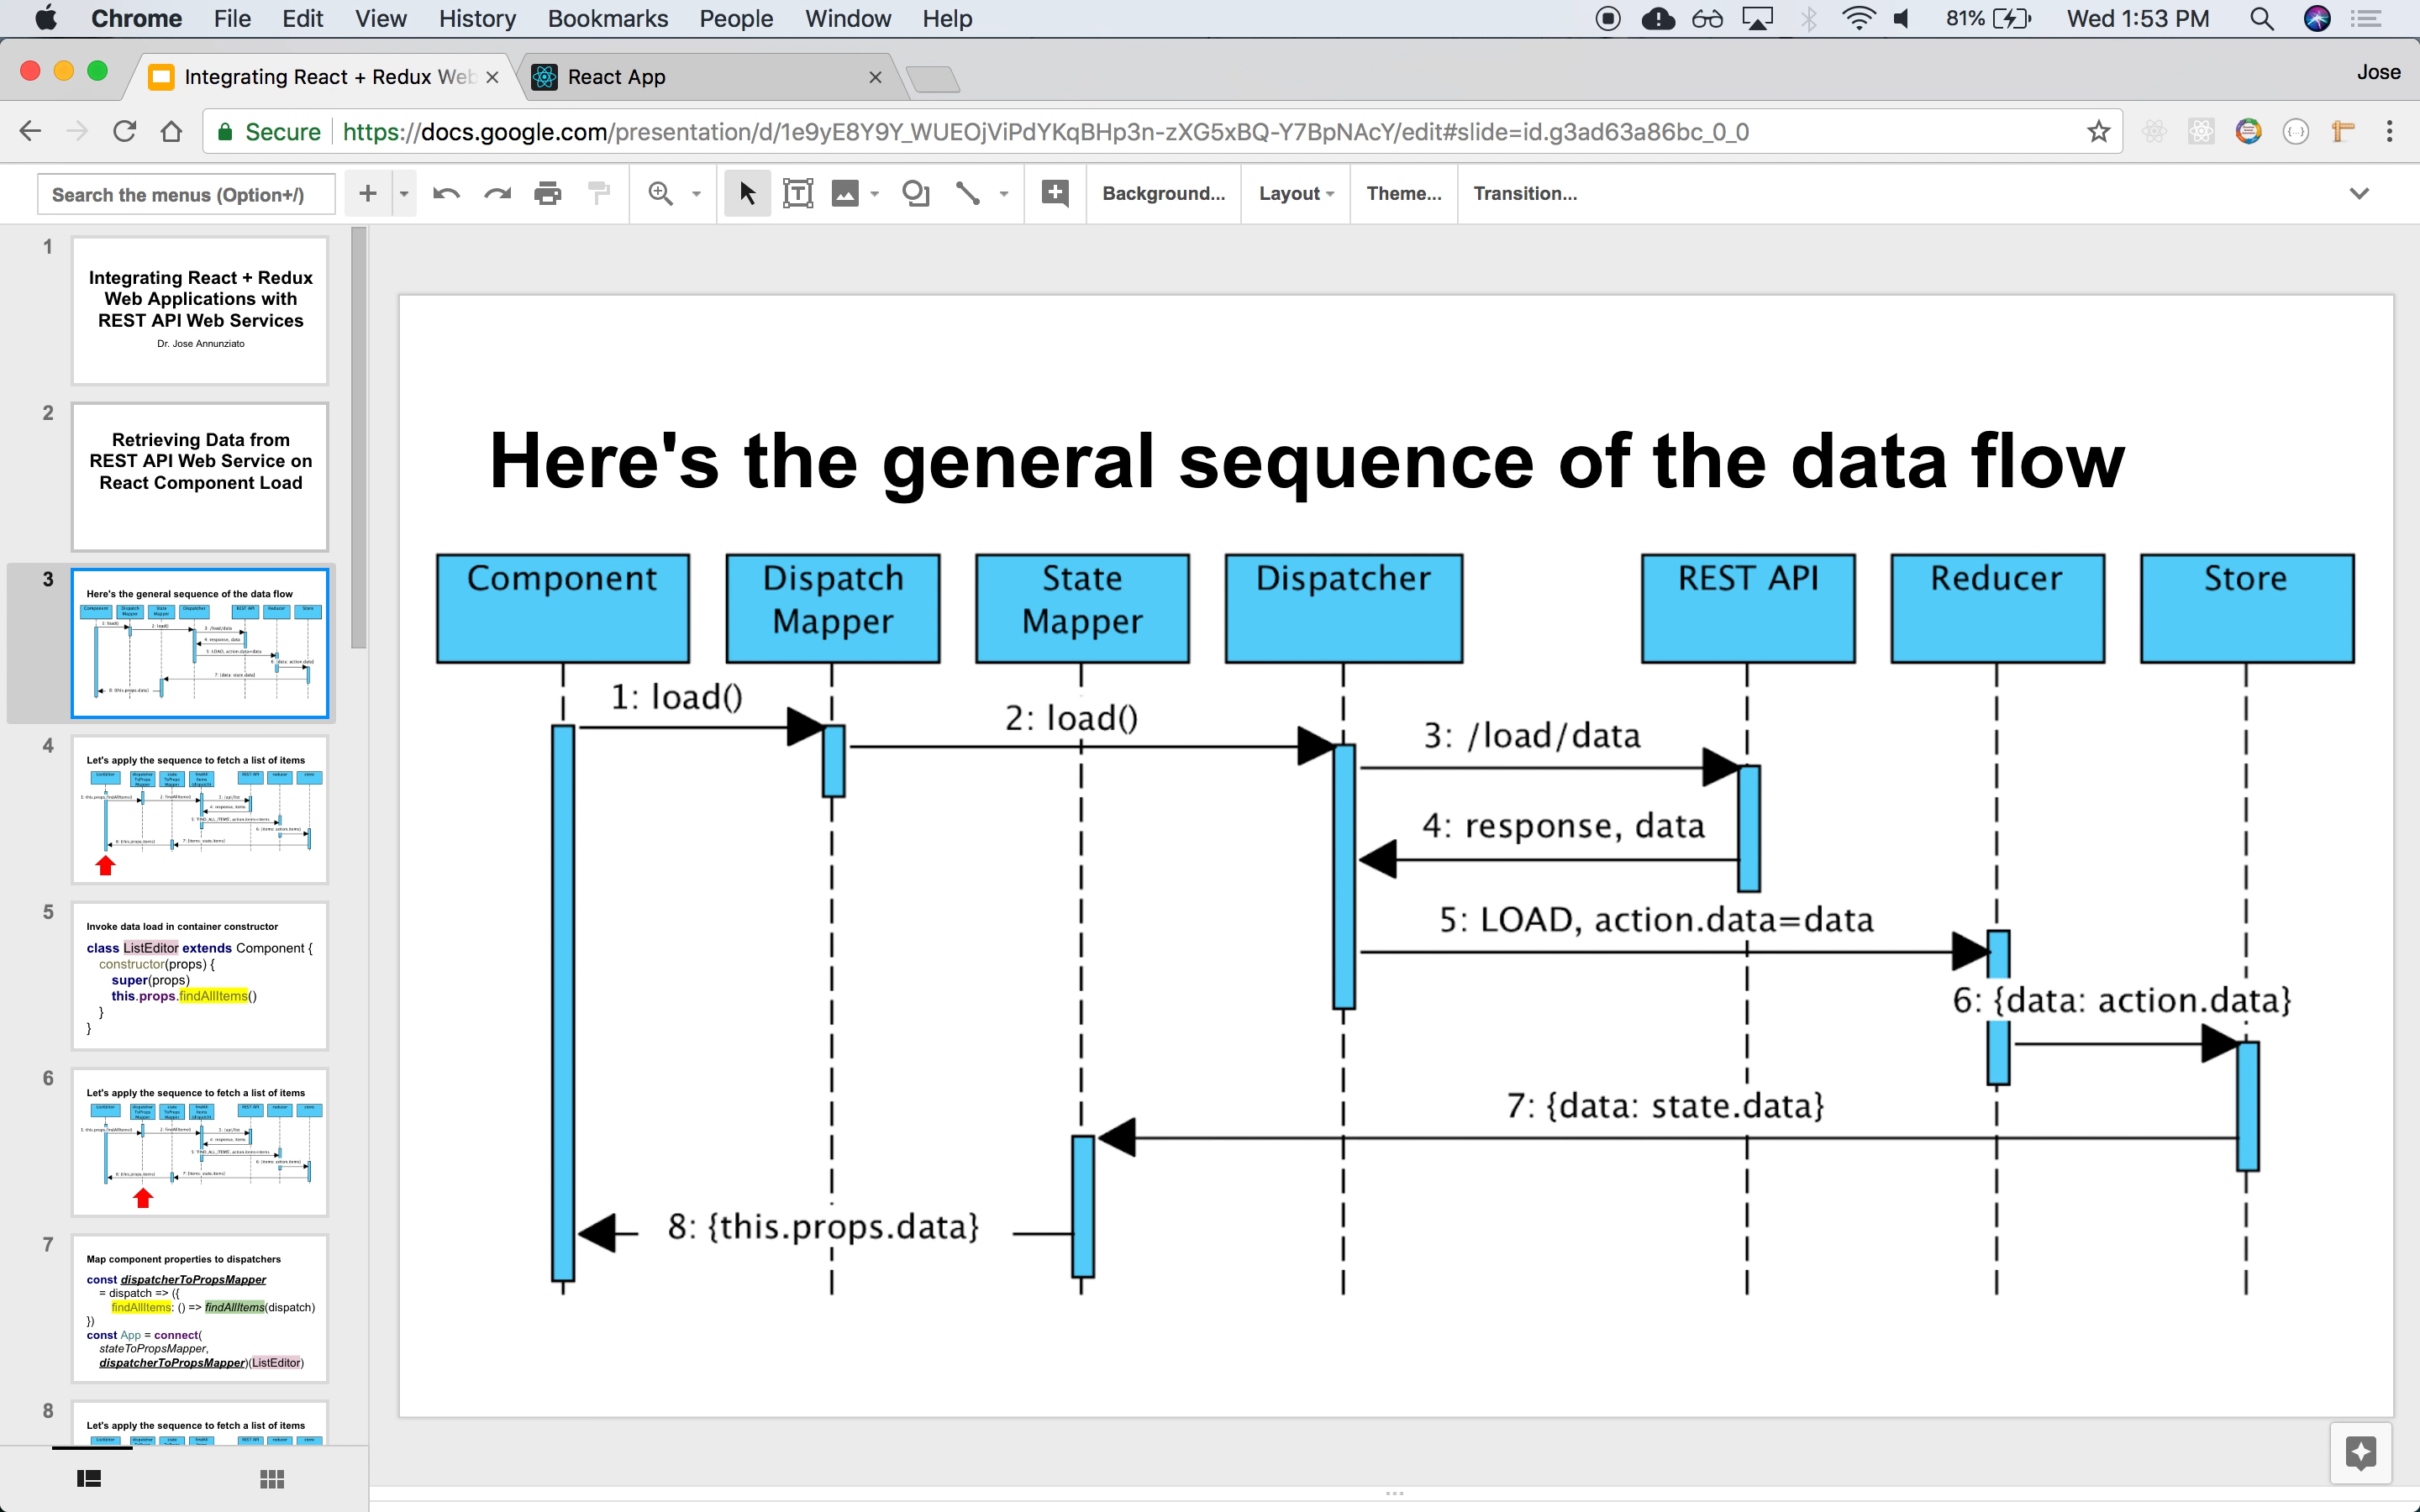 Chrome File Edit View History Bookmarks People Window Help 81% Wed 1:53 PM
Integrating React + Redux Web React App Jose
Secure https://docs.google.com/presentation/d/1e9yE8Y9Y_WUEOjViPdYKqBHp3n-zXG5xBQ-Y7BpNAcY/edit#slide=id.g3ad63a86bc_0_0
Search the menus (Option+/) Background... Layout Theme... Transition...
1
Integrating React + Redux
Web Applications with
REST API Web Services
Dr. Jose Annunziato
2
Retrieving Data from
REST API Web Service on
React Component Load
3
Here's the general sequence of the data flow
4
Let's apply the sequence to fetch a list of items
5
Invoke data load in container constructor
class ListEditor extends Component {
constructor(props) {
super(props)
this.props.findAllItems()
}
}
6
Let's apply the sequence to fetch a list of items
7
Map component properties to dispatchers
const dispatcherToPropsMapper
= dispatch => ({
findAllItems: () => findAllItems(dispatch)
})
const App = connect(
stateToPropsMapper,
dispatcherToPropsMapper)(ListEditor)
8
Let's apply the sequence to fetch a list of items
Here's the general sequence of the data flow
Component
Dispatch
Mapper
State
Mapper
Dispatcher
REST API
Reducer
Store
1: load()
2: load()
3: /load/data
4: response, data
5: LOAD, action.data=data
6: {data: action.data}
7: {data: state.data}
8: {this.props.data}